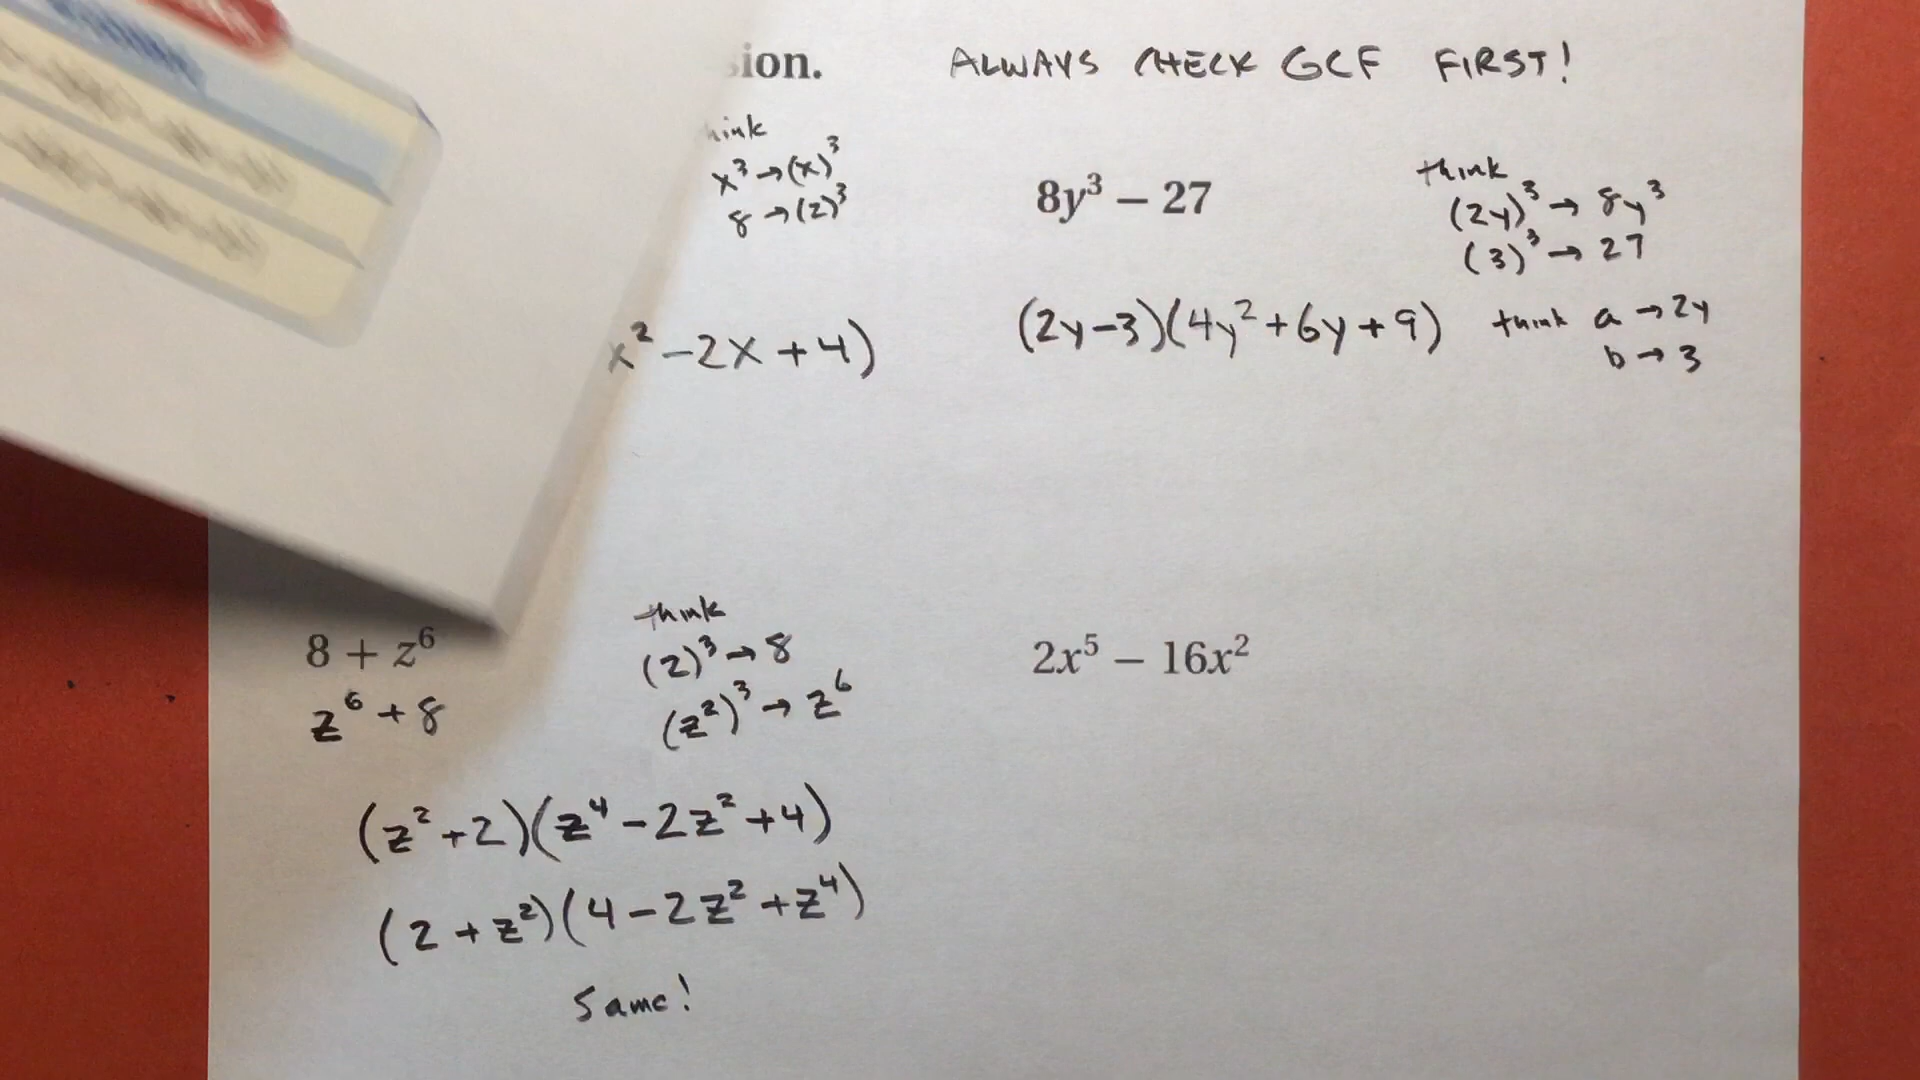 ion. ALWAYS CHECK GCF FIRST!
x³→(x)³
8→(2)³
x² - 2x + 4)
8y³ − 27
think
(2y)³→ 8y³
(3)³→ 27
(2y-3)(4y²+6y+9) think a→2y
b→3
8 + z⁶
z⁶ + 8
think
(2)³→8
(z²)³→z⁶
(z²+2)(z⁴-2z²+4)
(2+z²)(4-2z²+z⁴)
Same!
2x⁵ − 16x²